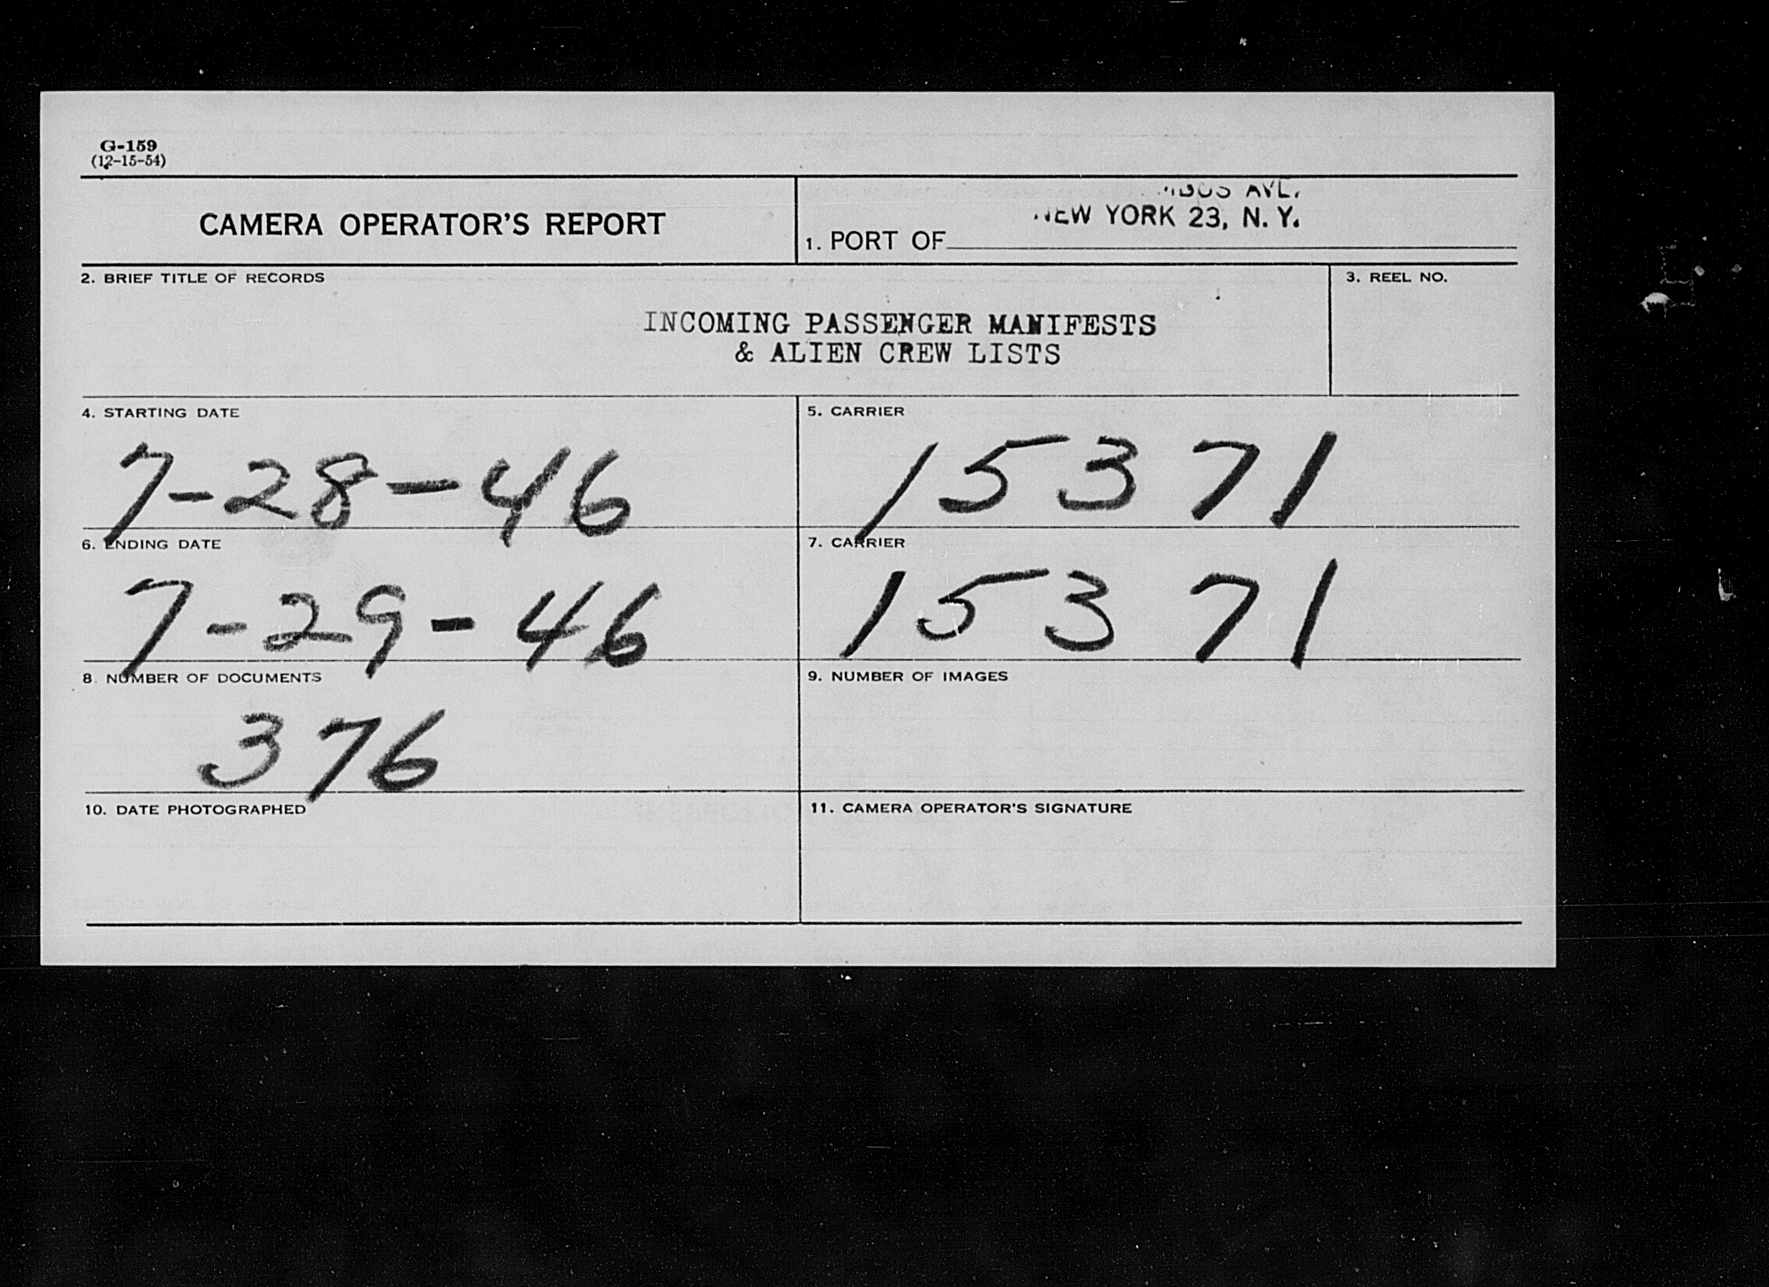 G-159
(12-15-54)
CAMERA OPERATOR'S REPORT
AVE.
NEW YORK 23, N. Y.
1. PORT OF
2. BRIEF TITLE OF RECORDS
3. REEL NO.
INCOMING PASSENGER MANIFESTS
& ALIEN CREW LISTS
4. STARTING DATE
7-28-46
5. CARRIER
15371
6. ENDING DATE
7-29-46
7. CARRIER
15371
8. NUMBER OF DOCUMENTS
376
9. NUMBER OF IMAGES
10. DATE PHOTOGRAPHED
11. CAMERA OPERATOR'S SIGNATURE